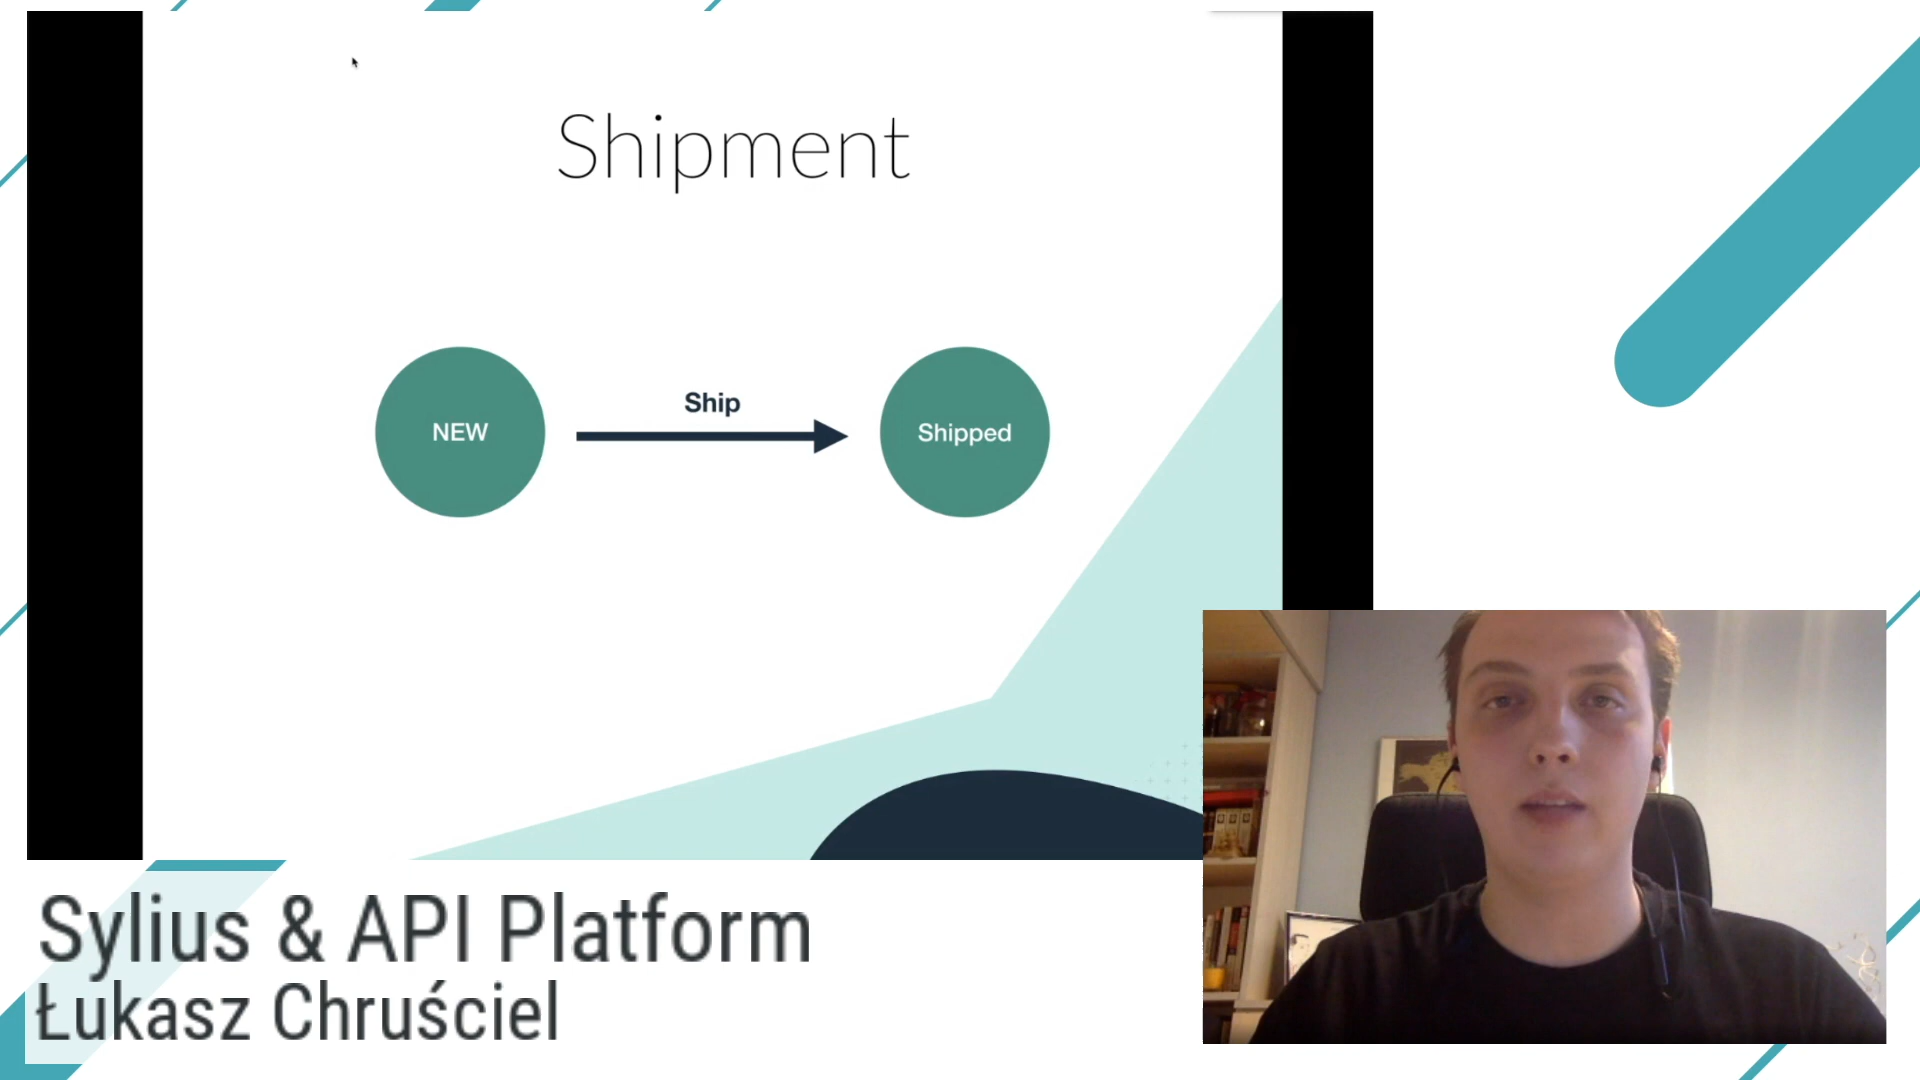 Shipment
Ship
NEW
Shipped
Sylius & API Platform
Łukasz Chruściel